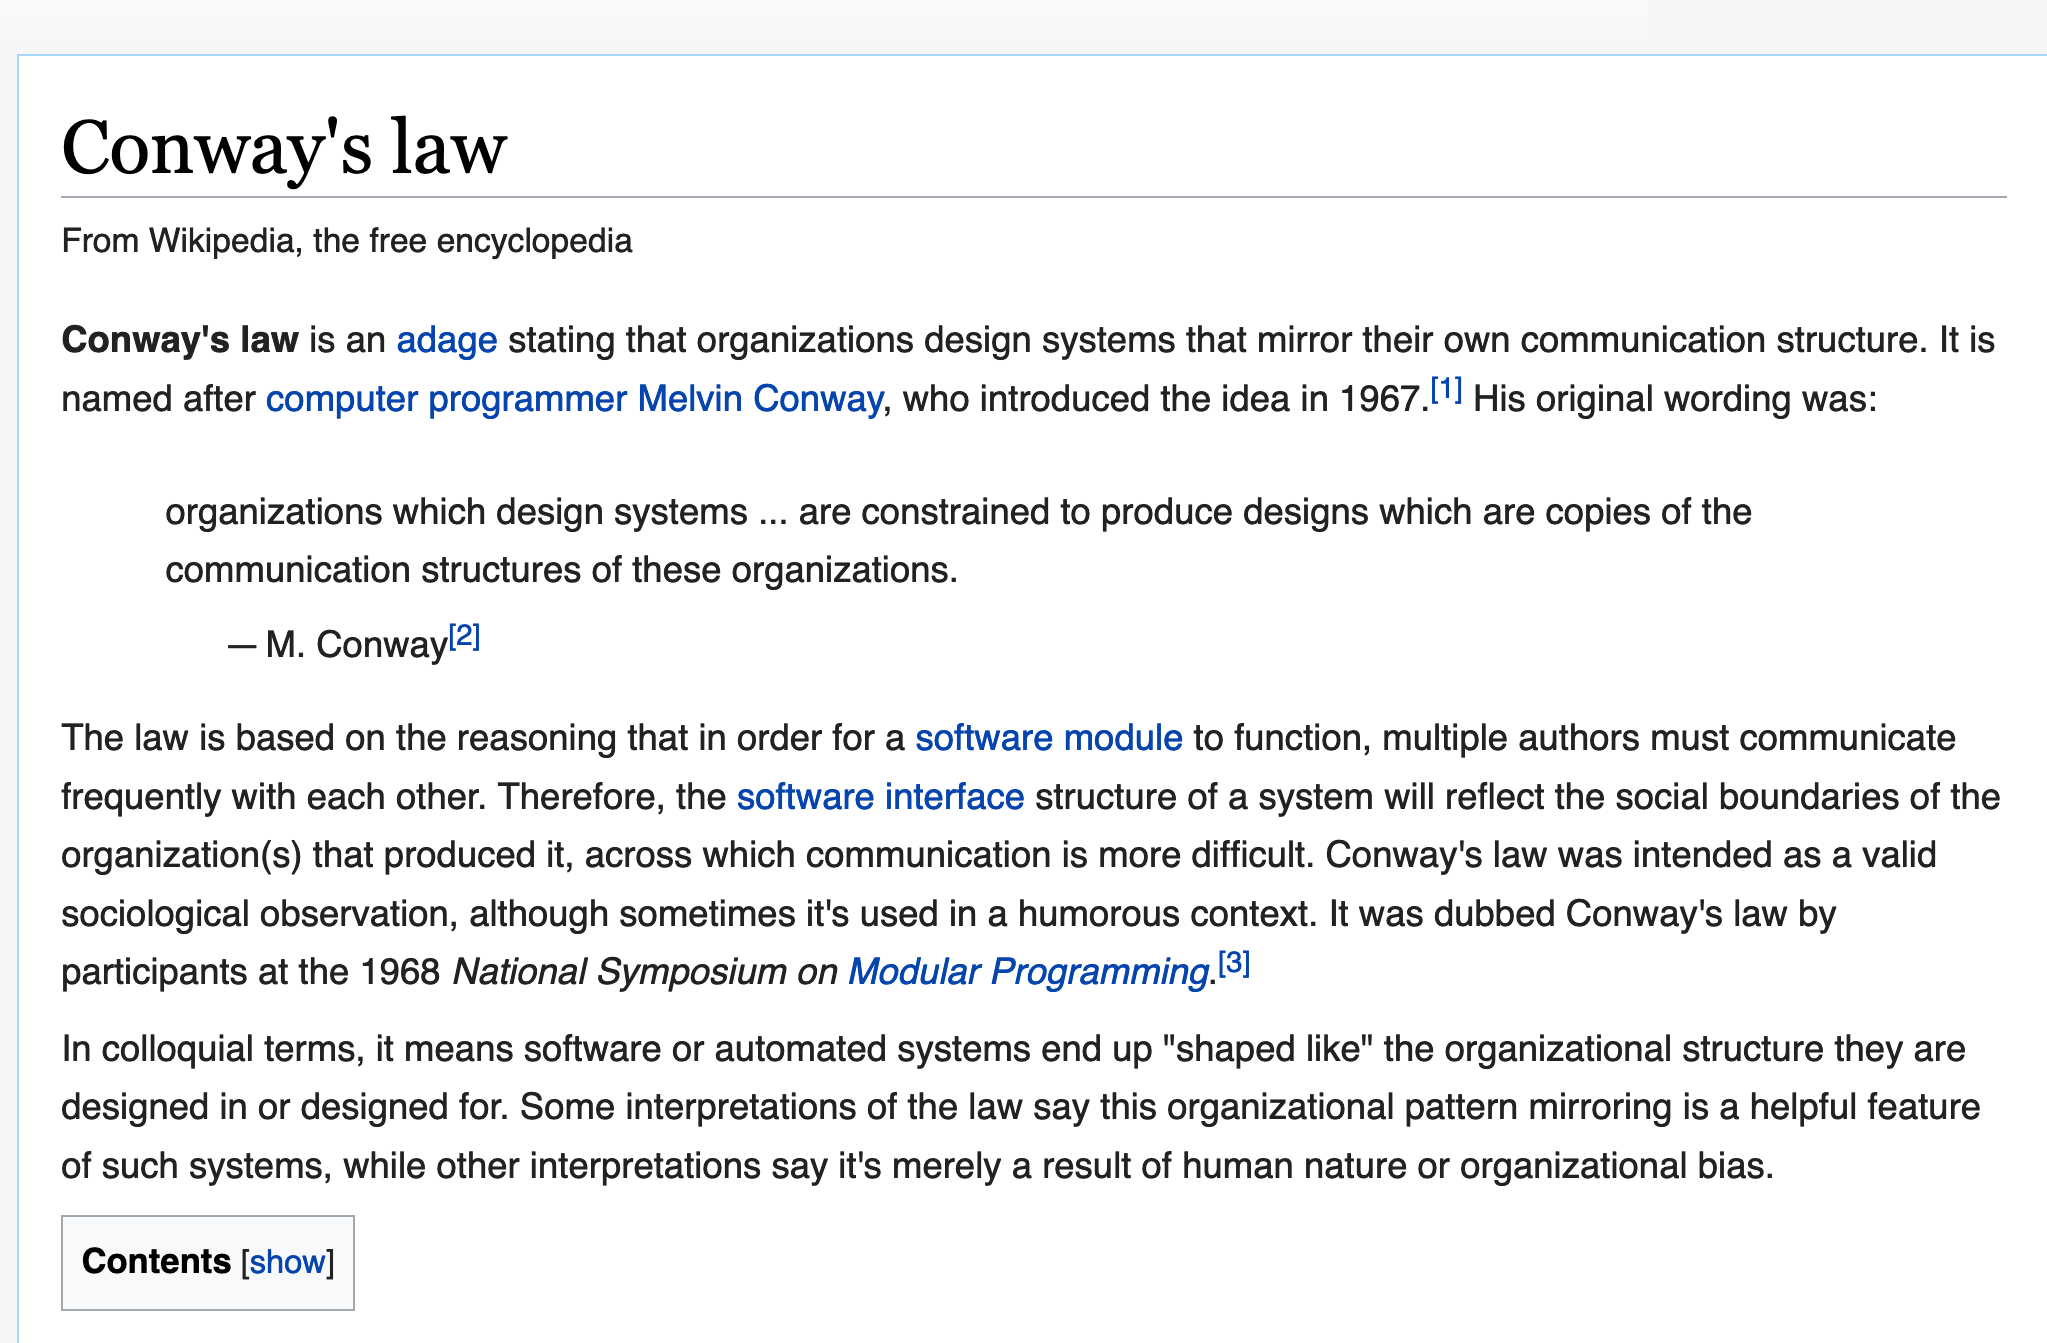 Conway's law
From Wikipedia, the free encyclopedia
Conway's law is an adage stating that organizations design systems that mirror their own communication structure. It is
named after computer programmer Melvin Conway, who introduced the idea in 1967.[1] His original wording was:
organizations which design systems ... are constrained to produce designs which are copies of the
communication structures of these organizations.
— M. Conway[2]
The law is based on the reasoning that in order for a software module to function, multiple authors must communicate
frequently with each other. Therefore, the software interface structure of a system will reflect the social boundaries of the
organization(s) that produced it, across which communication is more difficult. Conway's law was intended as a valid
sociological observation, although sometimes it's used in a humorous context. It was dubbed Conway's law by
participants at the 1968 National Symposium on Modular Programming.[3]
In colloquial terms, it means software or automated systems end up "shaped like" the organizational structure they are
designed in or designed for. Some interpretations of the law say this organizational pattern mirroring is a helpful feature
of such systems, while other interpretations say it's merely a result of human nature or organizational bias.
Contents [show]